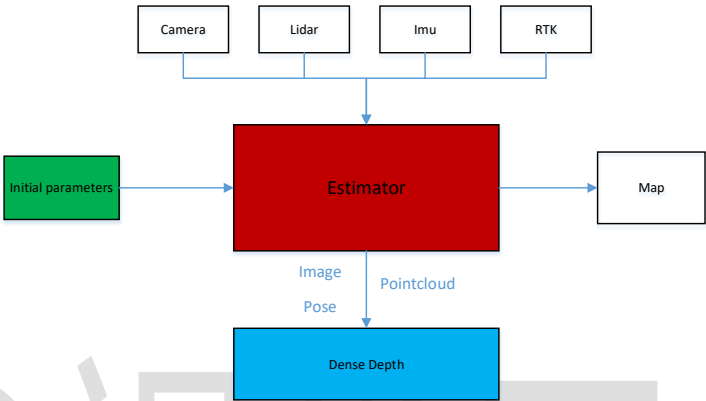 Camera
Lidar
Imu
RTK
Initial parameters
Estimator
Map
Image
Pointcloud
Pose
Dense Depth